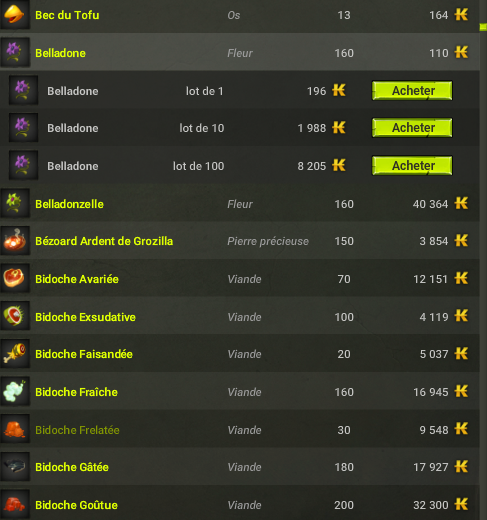 Bec du Tofu Os 13 164
Belladone Fleur 160 110
Belladone lot de 1 196 Acheter
Belladone lot de 10 1 988 Acheter
Belladone lot de 100 8 205 Acheter
Belladonzelle Fleur 160 40 364
Bézoard Ardent de Grozilla Pierre précieuse 150 3 854
Bidoche Avariée Viande 70 12 151
Bidoche Exsudative Viande 100 4 119
Bidoche Faisandée Viande 20 5 037
Bidoche Fraîche Viande 160 16 945
Bidoche Frelatée Viande 30 9 548
Bidoche Gâtée Viande 180 17 927
Bidoche Goûtue Viande 200 32 300